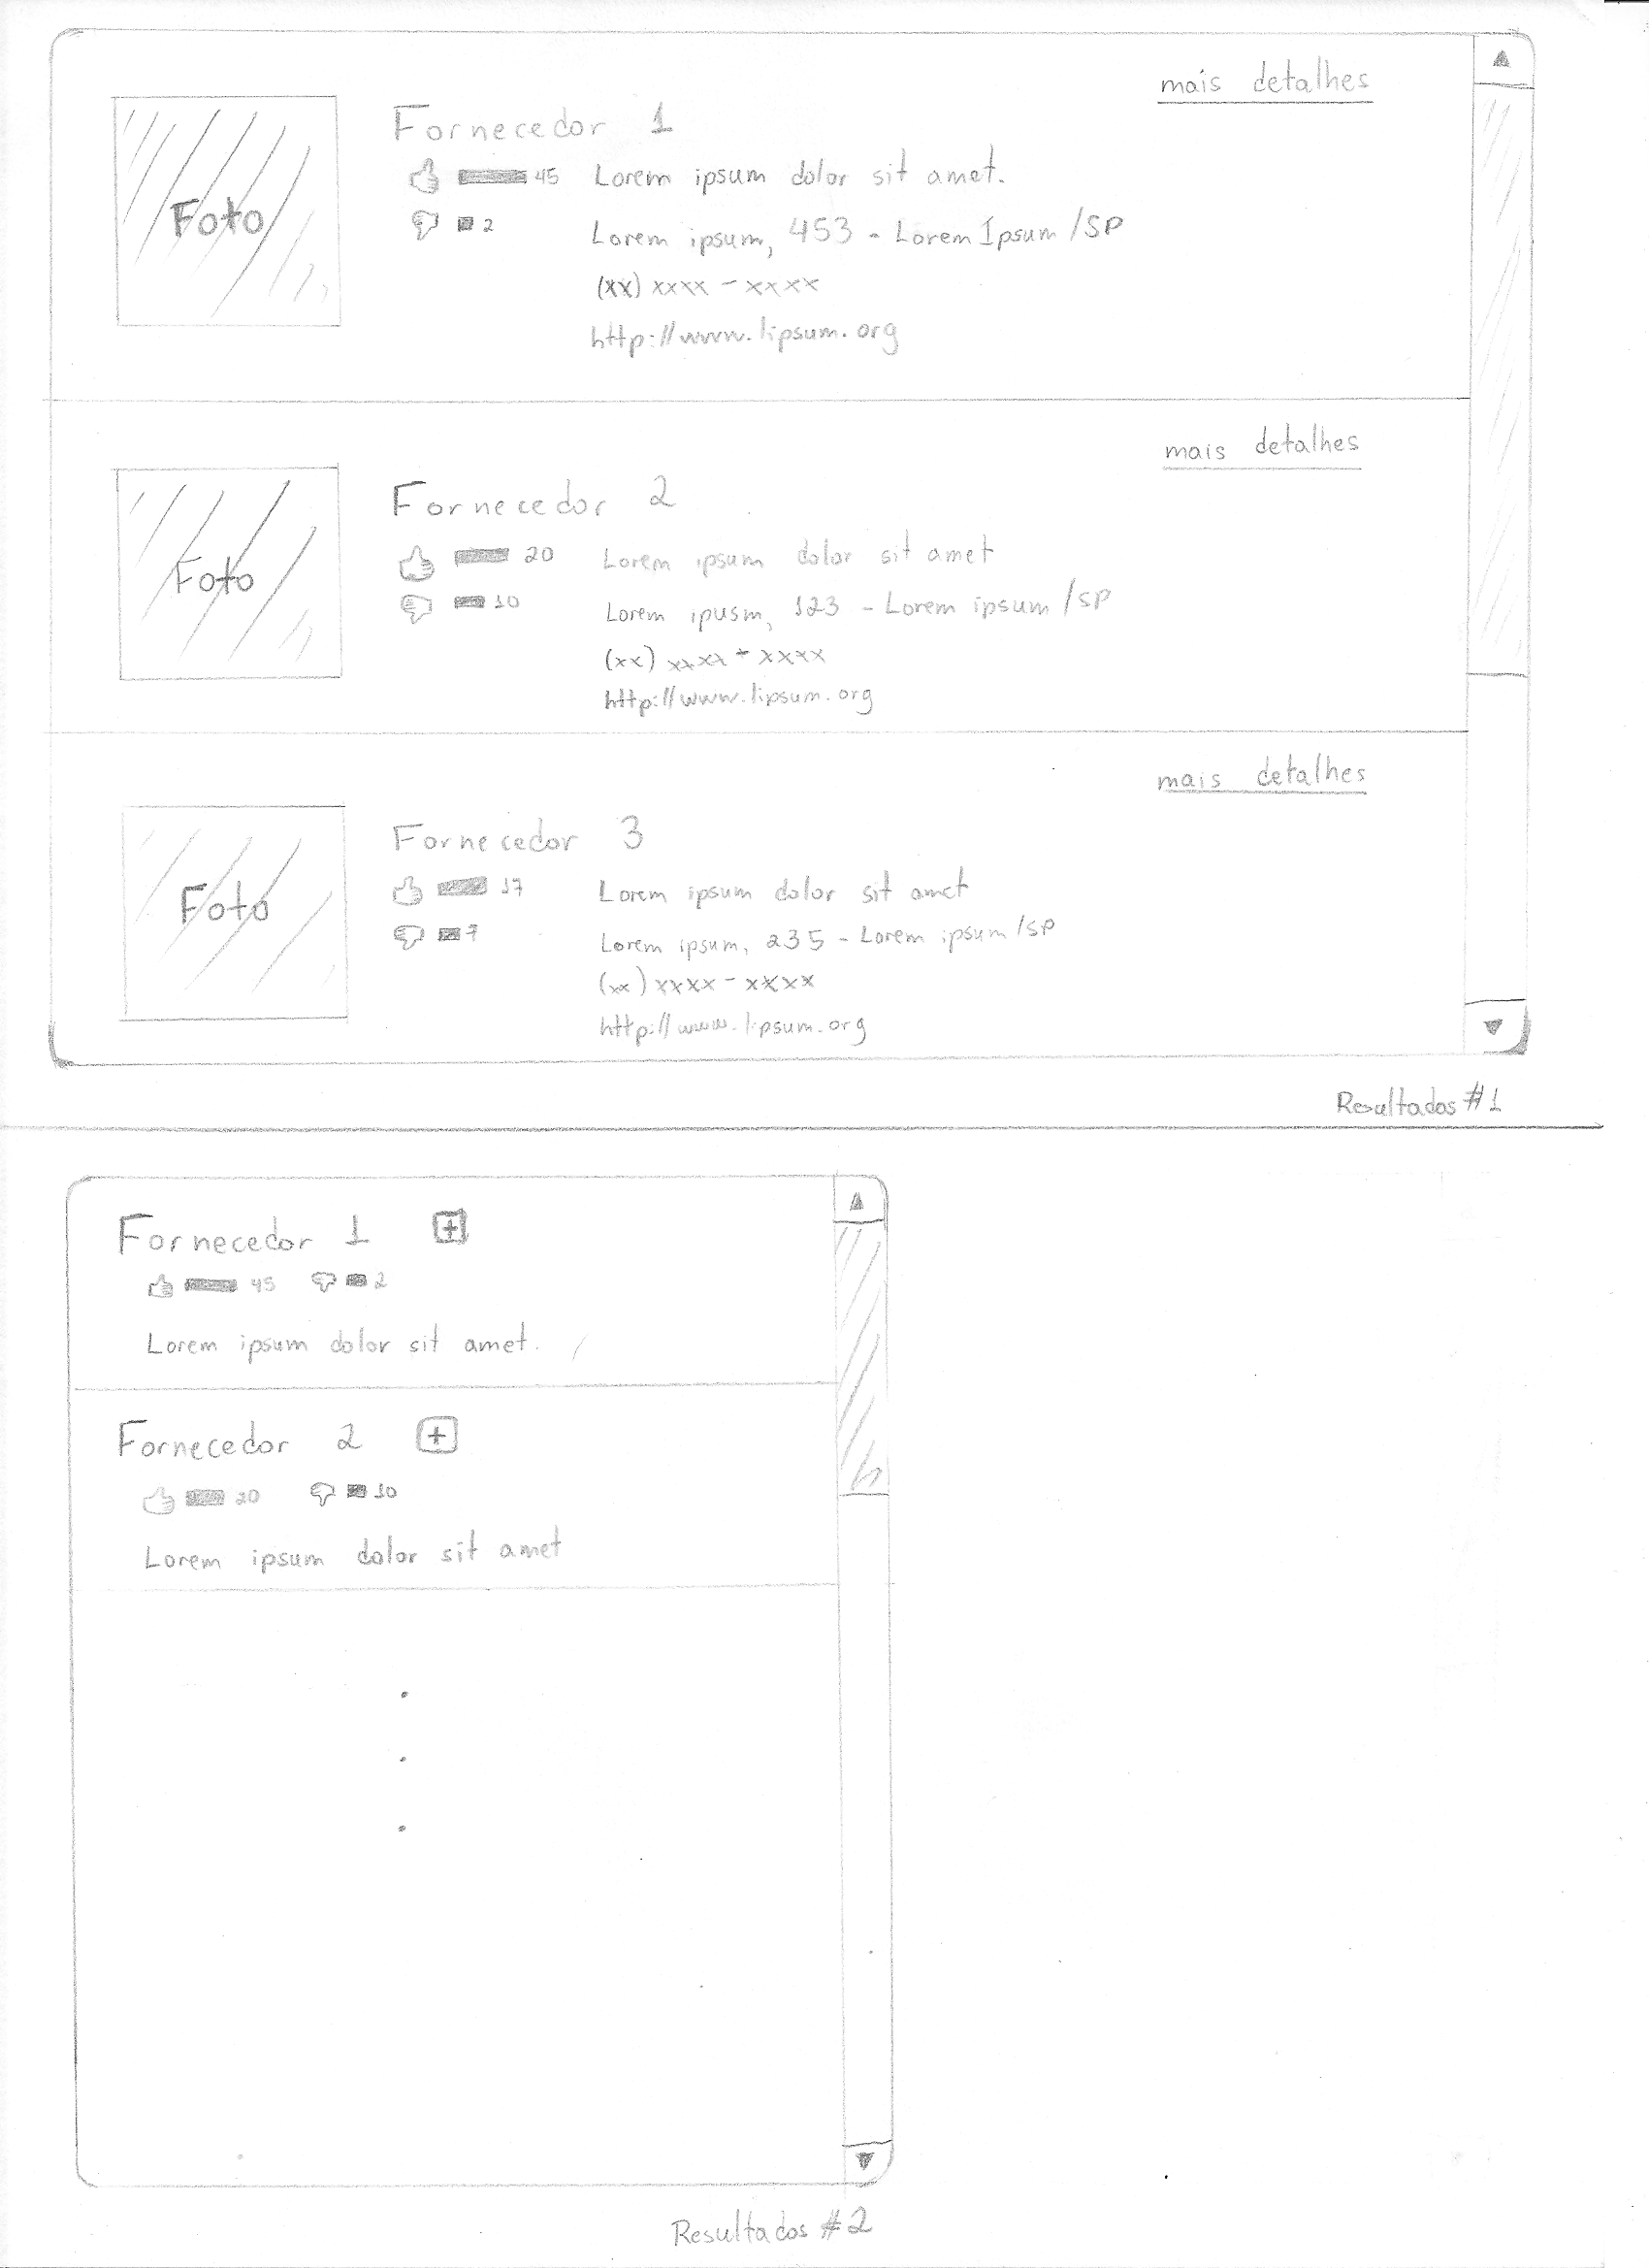 mais detalhes
Foto
Fornecedor 1
45 Lorem ipsum dolor sit amet.
2 Lorem ipsum, 453 - Lorem Ipsum /SP
(xx) xxxx - xxxx
http://www.lipsum.org
mais detalhes
Foto
Fornecedor 2
20 Lorem ipsum dolor sit amet
10 Lorem ipusm, 123 - Lorem ipsum /SP
(xx) xxxx - xxxx
http://www.lipsum.org
mais detalhes
Foto
Fornecedor 3
17 Lorem ipsum dolor sit amet
7 Lorem ipsum, 235 - Lorem ipsum /SP
(xx) xxxx - xxxx
http://www.lipsum.org
Resultados #1
Fornecedor 1 +
45 2
Lorem ipsum dolor sit amet.
Fornecedor 2 +
20 10
Lorem ipsum dolor sit amet
Resultados #2